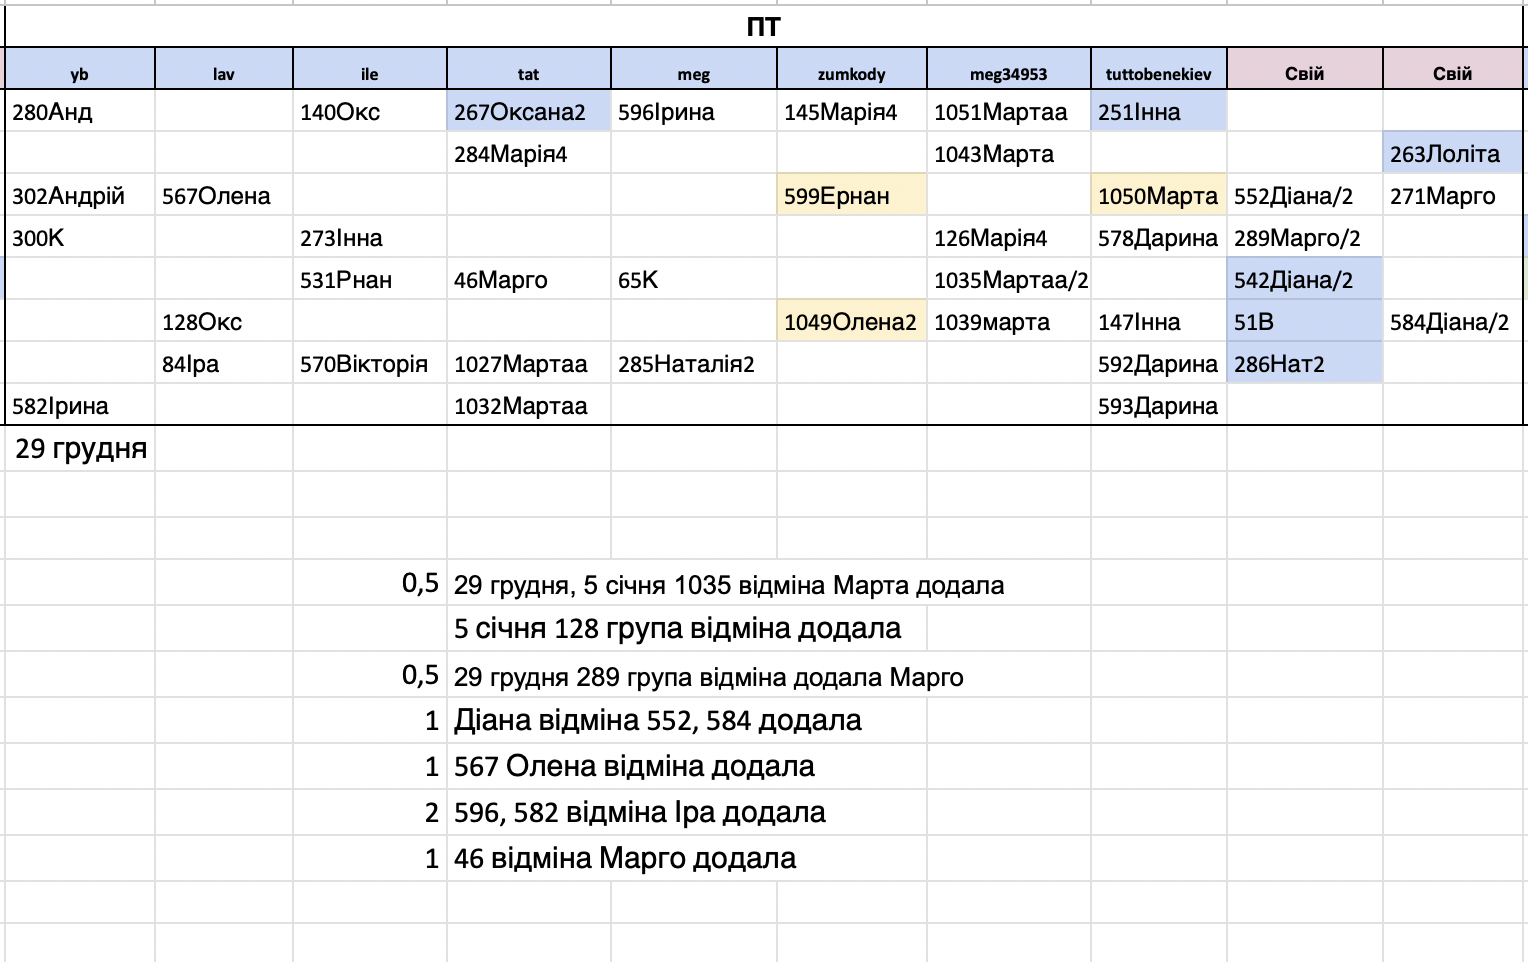 ПТ
yb lav ile tat meg zumkody meg34953 tuttobenekiev Свій Свій
280Анд 140Окс 267Оксана2 596Ірина 145Марія4 1051Мартаа 251Інна
284Марія4 1043Марта 263Лоліта
302Андрій 567Олена 599Ернан 1050Марта 552Діана/2 271Марго
300К 273Інна 126Марія4 578Дарина 289Марго/2
531Рнан 46Марго 65К 1035Мартаа/2 542Діана/2
128Окс 1049Олена2 1039марта 147Інна 51В 584Діана/2
84Іра 570Вікторія 1027Мартаа 285Наталія2 592Дарина 286Нат2
582Ірина 1032Мартаа 593Дарина
29 грудня
0,5 29 грудня, 5 січня 1035 відміна Марта додала
5 січня 128 група відміна додала
0,5 29 грудня 289 група відміна додала Марго
1 Діана відміна 552, 584 додала
1 567 Олена відміна додала
2 596, 582 відміна Іра додала
1 46 відміна Марго додала